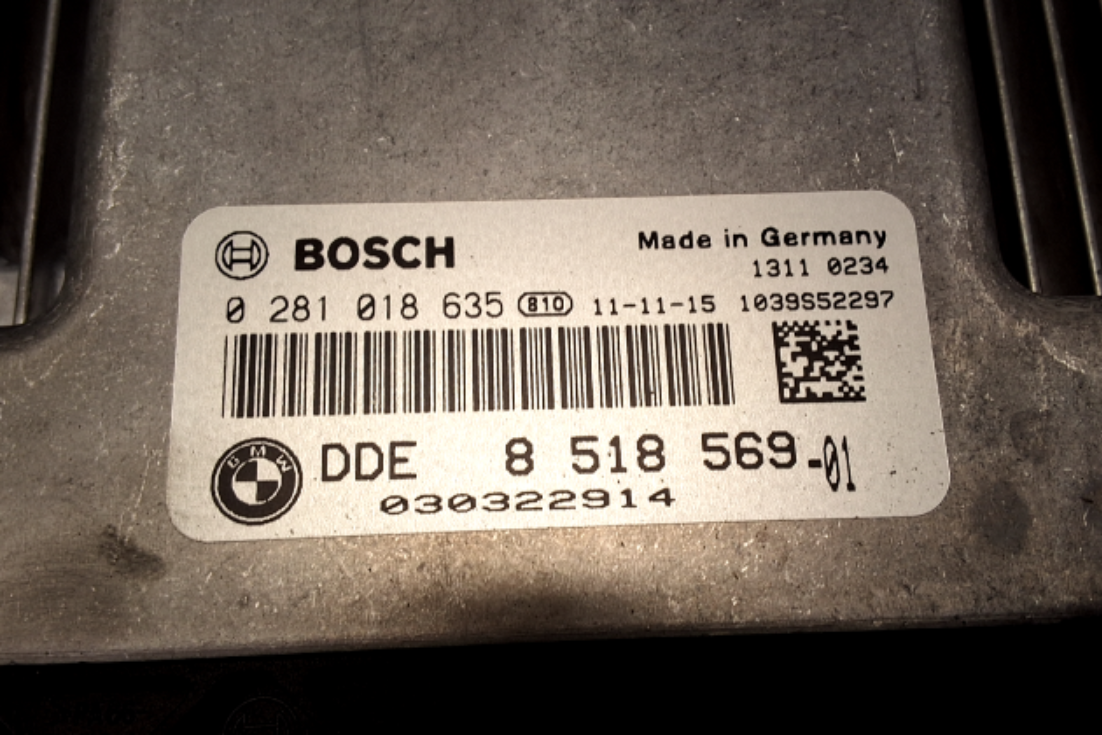 BOSCH
Made in Germany
1311 0234
0 281 018 635 810 11-11-15 1039S52297
BMW DDE 8 518 569-01
030322914